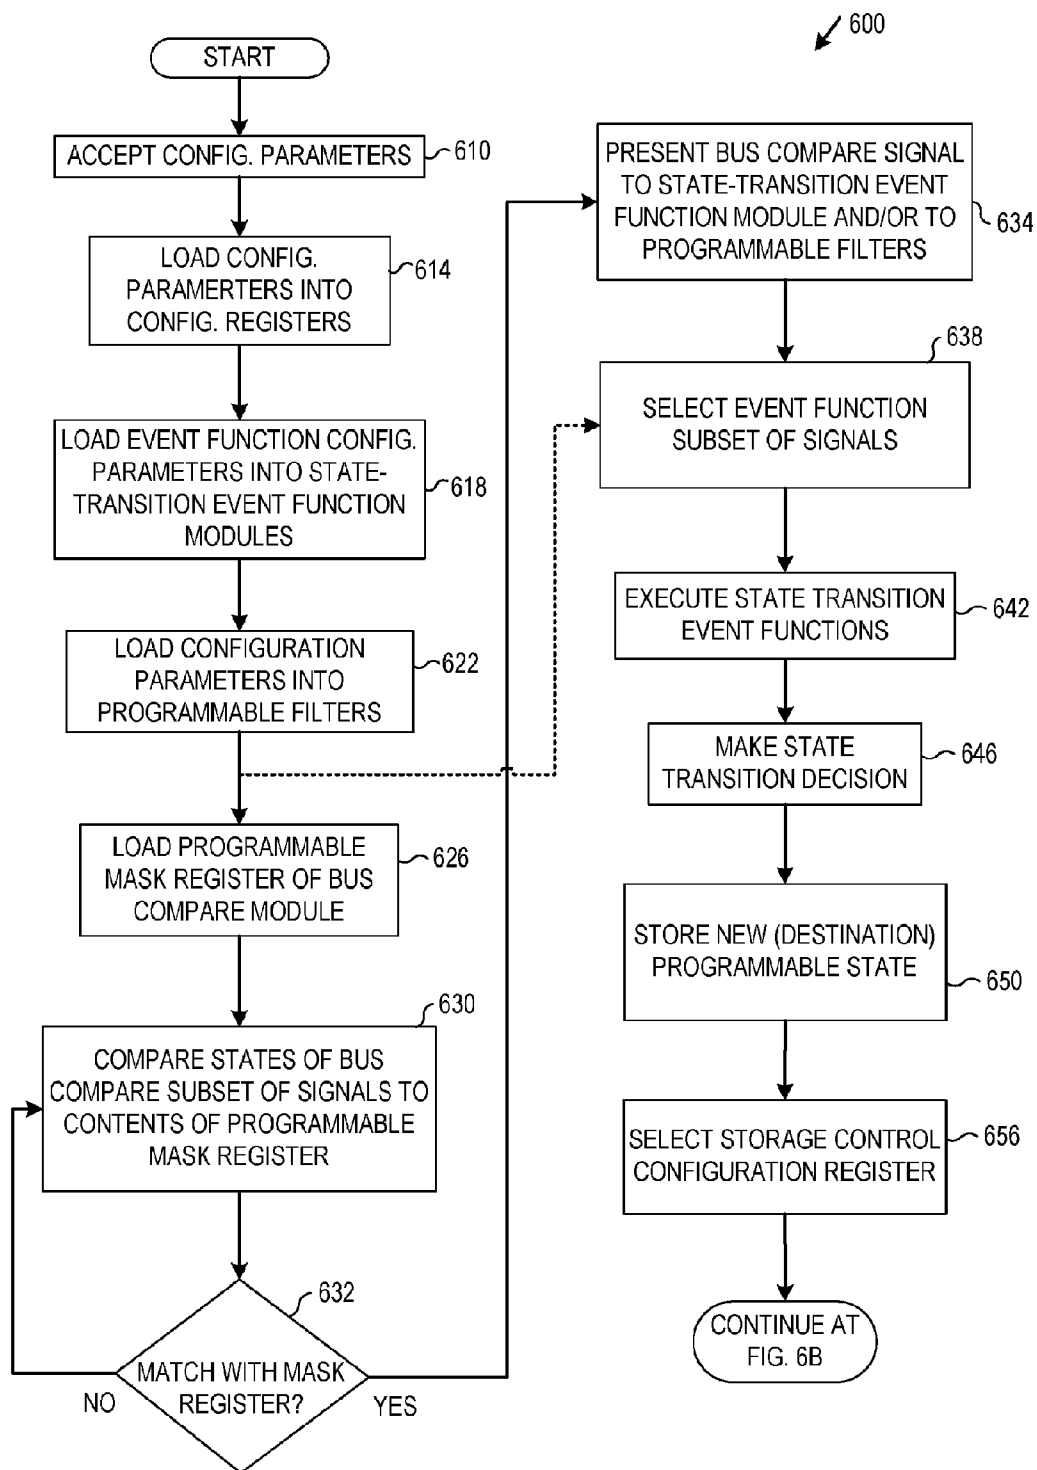 600
START
ACCEPT CONFIG. PARAMETERS
610
LOAD CONFIG.
PARAMERTERS INTO
CONFIG. REGISTERS
614
LOAD EVENT FUNCTION CONFIG.
PARAMETERS INTO STATE-
TRANSITION EVENT FUNCTION
MODULES
618
LOAD CONFIGURATION
PARAMETERS INTO
PROGRAMMABLE FILTERS
622
LOAD PROGRAMMABLE
MASK REGISTER OF BUS
COMPARE MODULE
626
630
COMPARE STATES OF BUS
COMPARE SUBSET OF SIGNALS TO
CONTENTS OF PROGRAMMABLE
MASK REGISTER
632
MATCH WITH MASK
REGISTER?
NO
YES
PRESENT BUS COMPARE SIGNAL
TO STATE-TRANSITION EVENT
FUNCTION MODULE AND/OR TO
PROGRAMMABLE FILTERS
634
638
SELECT EVENT FUNCTION
SUBSET OF SIGNALS
EXECUTE STATE TRANSITION
EVENT FUNCTIONS
642
MAKE STATE
TRANSITION DECISION
646
STORE NEW (DESTINATION)
PROGRAMMABLE STATE
650
SELECT STORAGE CONTROL
CONFIGURATION REGISTER
656
CONTINUE AT
FIG. 6B